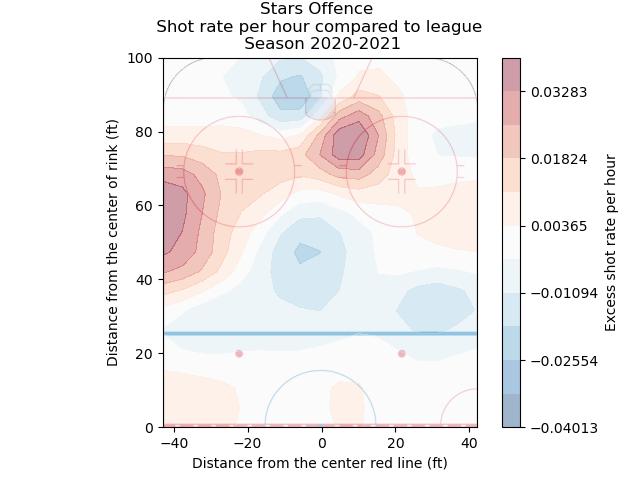 Stars Offence
Shot rate per hour compared to league
Season 2020-2021
100
80
60
40
20
0
Distance from the center of rink (ft)
−40
−20
0
20
40
Distance from the center red line (ft)
0.03283
0.01824
0.00365
−0.01094
−0.02554
−0.04013
Excess shot rate per hour